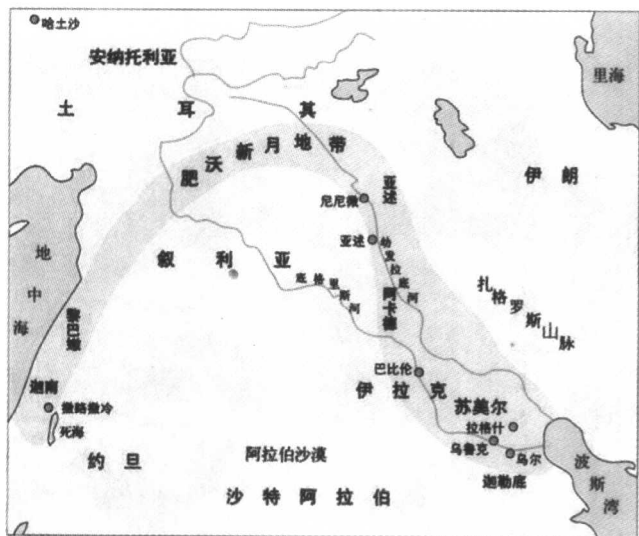 哈土沙
安纳托利亚
里海
土耳其
肥沃新月地带
伊朗
亚述
尼尼微
亚述
幼发拉底河
地中海
叙利亚
底格里斯河
阿卡德
扎格罗斯山脉
黎巴嫩
巴比伦
伊拉克
迦南
撒路撒冷
死海
苏美尔
拉格什
乌鲁克
乌尔
约旦
阿拉伯沙漠
迦勒底
波斯湾
沙特阿拉伯